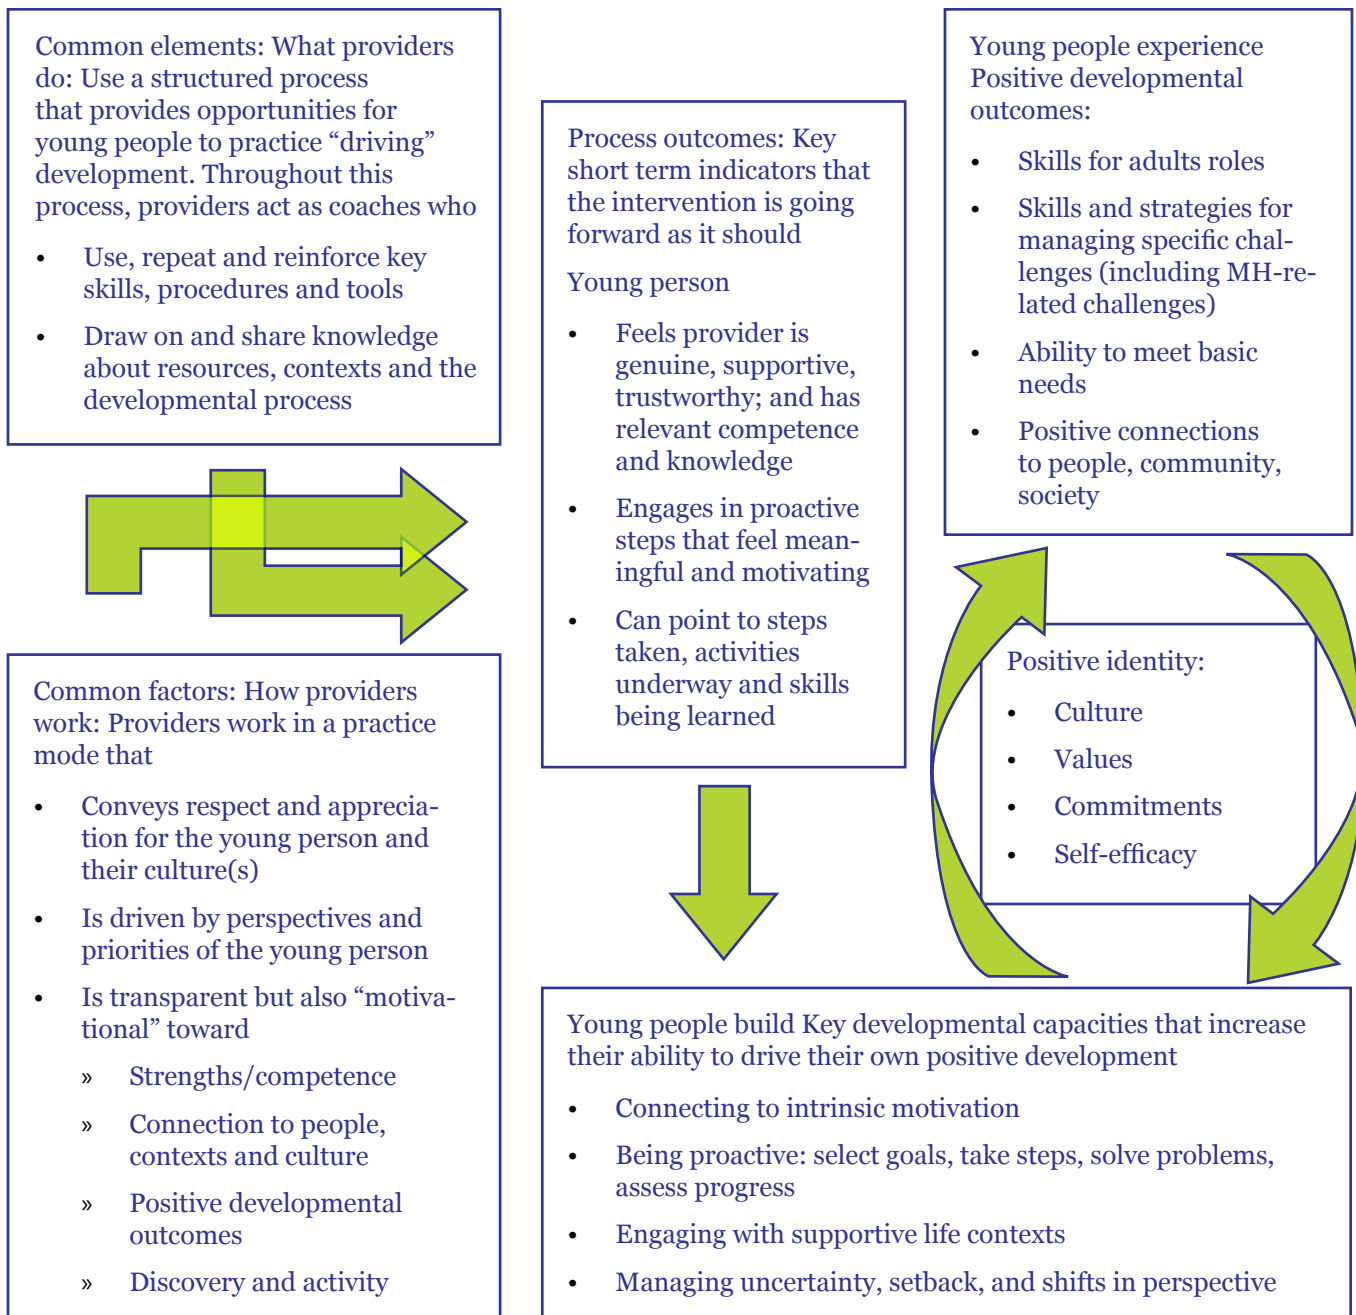 Common elements: What providers
do: Use a structured process
that provides opportunities for
young people to practice “driving”
development. Throughout this
process, providers act as coaches who
• Use, repeat and reinforce key
skills, procedures and tools
• Draw on and share knowledge
about resources, contexts and the
developmental process
Common factors: How providers
work: Providers work in a practice
mode that
• Conveys respect and apprecia-
tion for the young person and
their culture(s)
• Is driven by perspectives and
priorities of the young person
• Is transparent but also “motiva-
tional” toward
» Strengths/competence
» Connection to people,
contexts and culture
» Positive developmental
outcomes
» Discovery and activity
Process outcomes: Key
short term indicators that
the intervention is going
forward as it should
Young person
• Feels provider is
genuine, supportive,
trustworthy; and has
relevant competence
and knowledge
• Engages in proactive
steps that feel mean-
ingful and motivating
• Can point to steps
taken, activities
underway and skills
being learned
Young people build Key developmental capacities that increase
their ability to drive their own positive development
• Connecting to intrinsic motivation
• Being proactive: select goals, take steps, solve problems,
assess progress
• Engaging with supportive life contexts
• Managing uncertainty, setback, and shifts in perspective
Young people experience
Positive developmental
outcomes:
• Skills for adults roles
• Skills and strategies for
managing specific chal-
lenges (including MH-re-
lated challenges)
• Ability to meet basic
needs
• Positive connections
to people, community,
society
Positive identity:
• Culture
• Values
• Commitments
• Self-efficacy